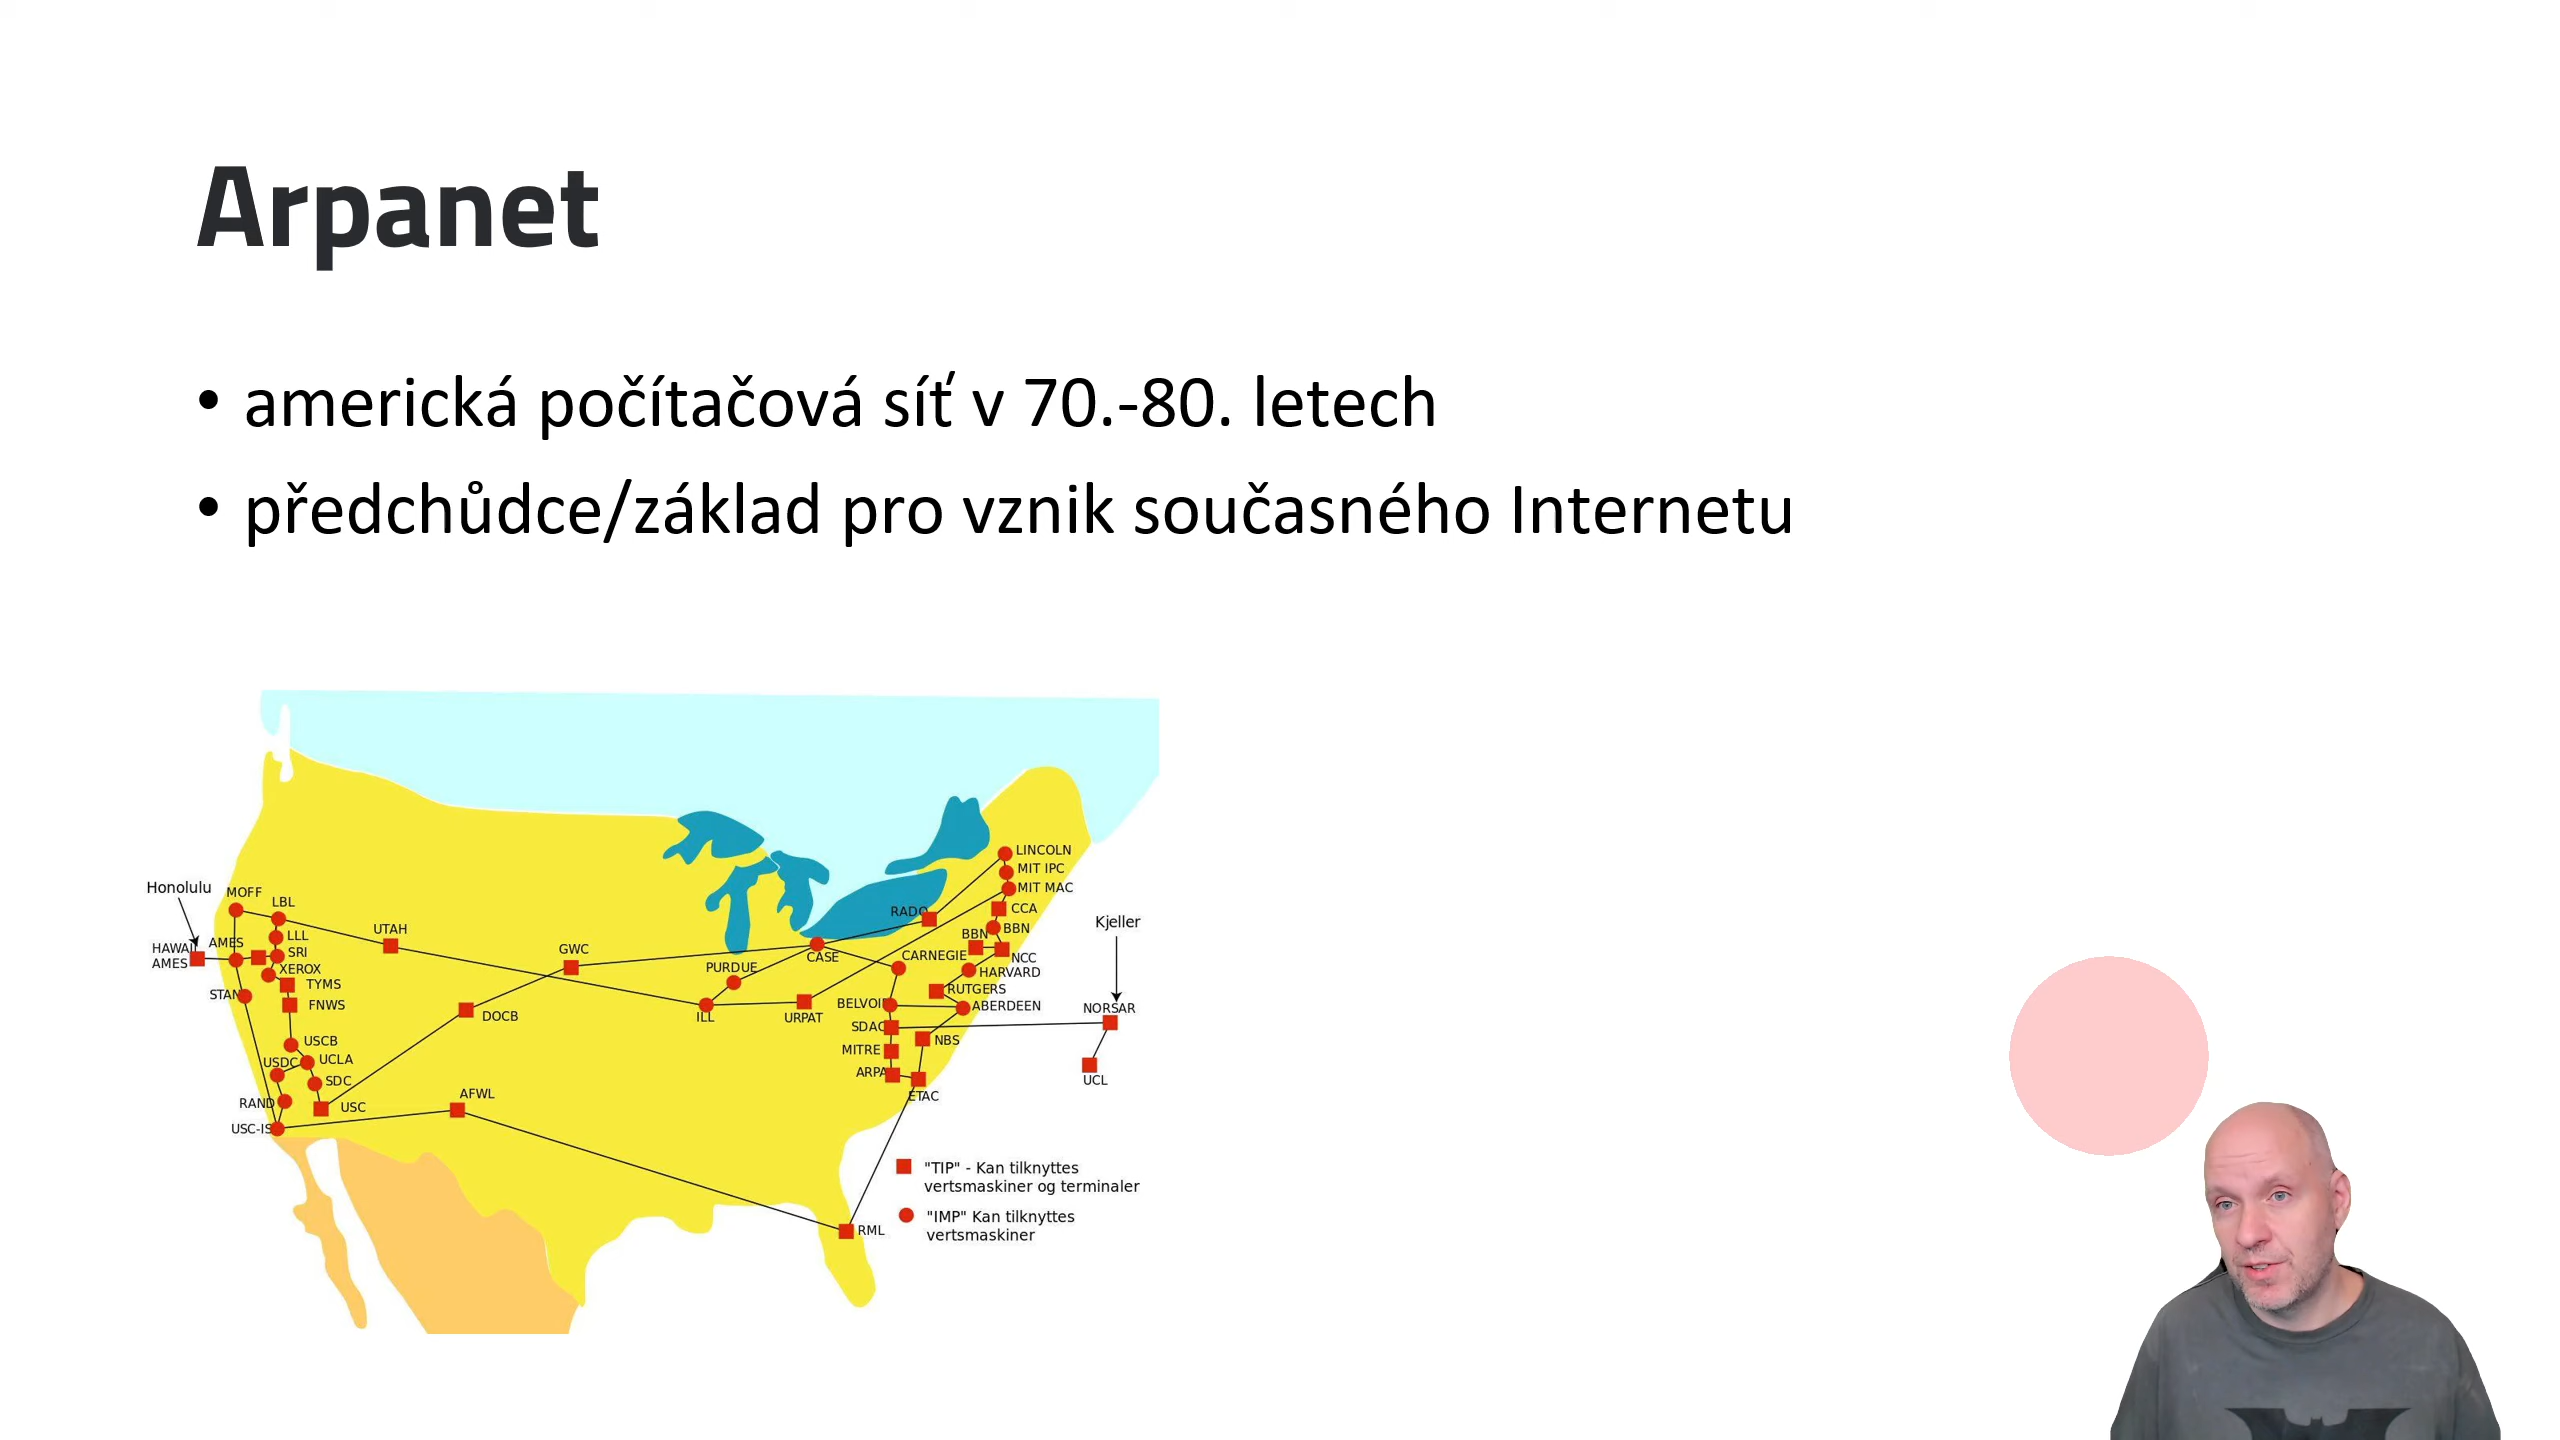 Arpanet
• americká počítačová síť v 70.-80. letech
• předchůdce/základ pro vznik současného Internetu
Honolulu
MOFF
LBL
LLL
HAWAII
AMES
AMES
SRI
XEROX
TYMS
STAN
FNWS
USCB
USDC
UCLA
SDC
RAND
USC
USC-IS
UTAH
GWC
DOCB
AFWL
PURDUE
ILL
URPAT
CASE
RADC
CARNEGIE
LINCOLN
MIT IPC
MIT MAC
CCA
BBN
BBN
NCC
HARVARD
RUTGERS
BELVOIR
ABERDEEN
SDAC
NBS
MITRE
ARPA
ETAC
Kjeller
NORSAR
UCL
RML
"TIP" - Kan tilknyttes
vertsmaskiner og terminaler
"IMP" Kan tilknyttes
vertsmaskiner